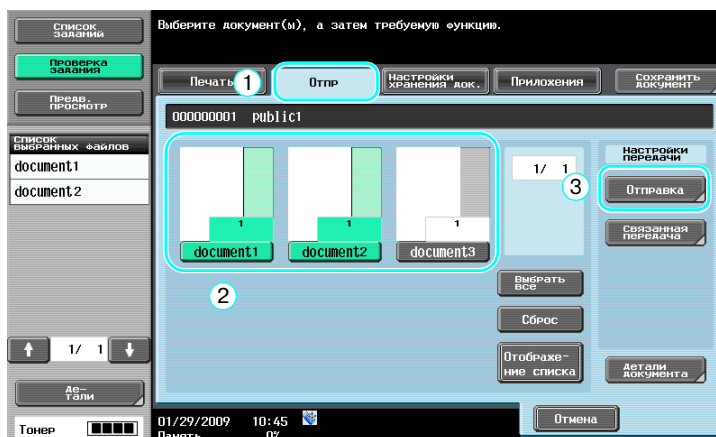 Список
заданий
Проверка
задания
Предв.
просмотр
Список
выбранных файлов
document1
document2
1/ 1
Де-
тали
Тонер
Выберите документ(ы), а затем требуемую функцию.
Печать
1
Отпр
Настройки
хранения док.
Приложения
Сохранить
документ
000000001 public1
1
1
1
document1
document2
document3
2
1/ 1
Выбрать
все
Сброс
Отображе-
ние списка
Настройки
передачи
3
Отправка
Связанная
передача
Детали
документа
01/29/2009 10:45
Память 0%
Отмена